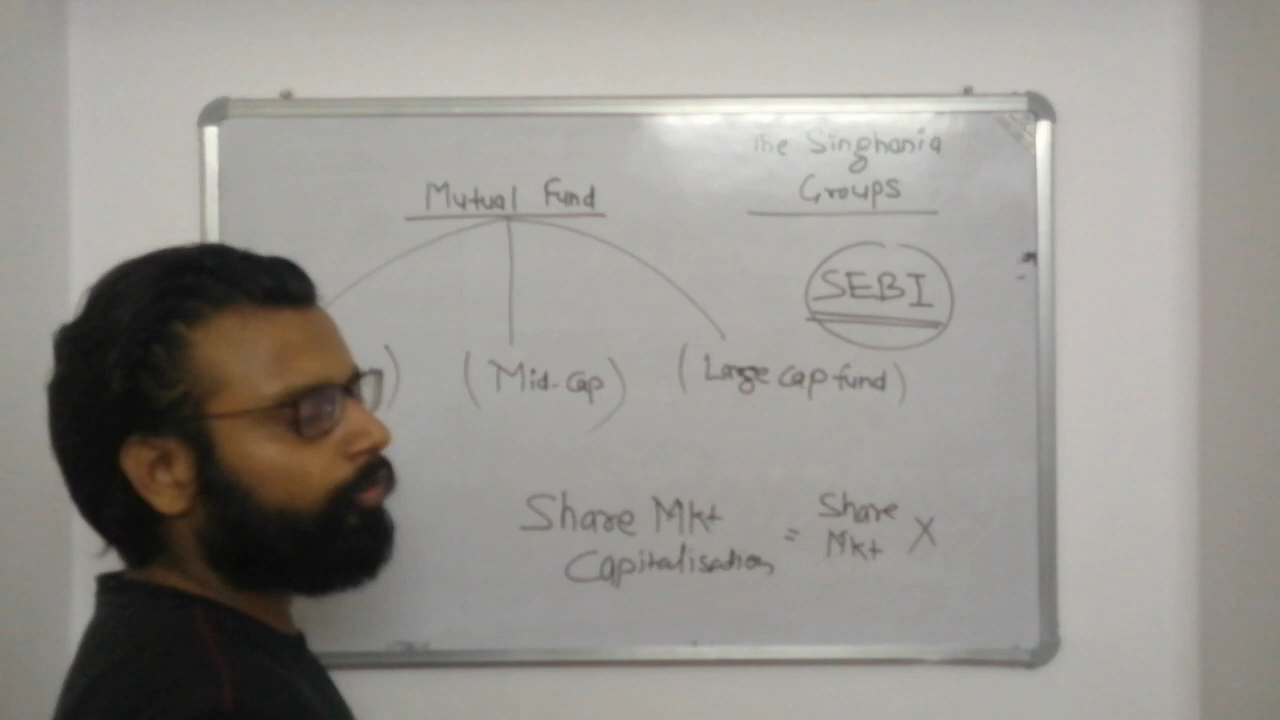 The Singhania
Groups
Mutual Fund
SEBI
(Mid-Cap)
(Large cap fund)
Share Mkt
Capitalisation
= Share
Mkt X